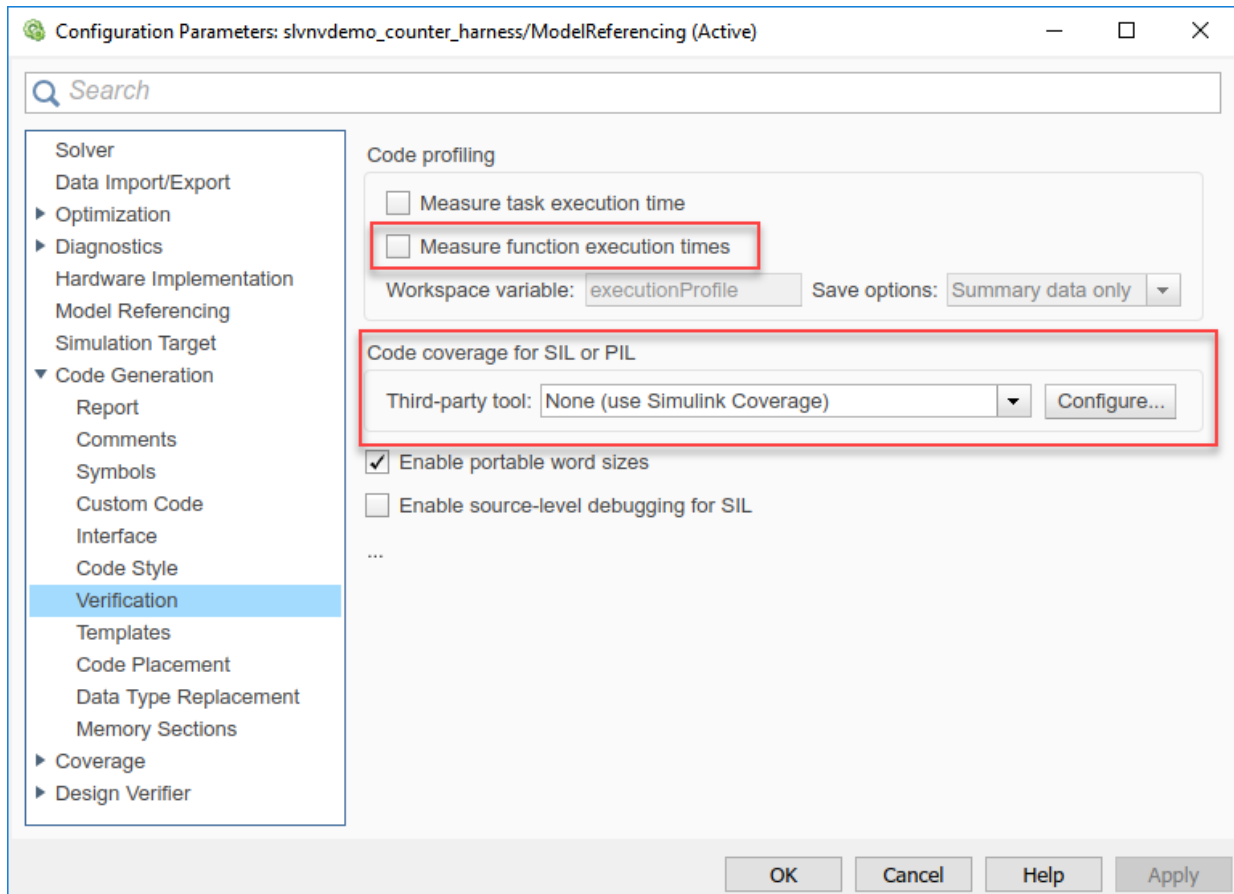 Configuration Parameters: slvnvdemo_counter_harness/ModelReferencing (Active)
Search
Solver
Data Import/Export
Optimization
Diagnostics
Hardware Implementation
Model Referencing
Simulation Target
Code Generation
Report
Comments
Symbols
Custom Code
Interface
Code Style
Verification
Templates
Code Placement
Data Type Replacement
Memory Sections
Coverage
Design Verifier
Code profiling
Measure task execution time
Measure function execution times
Workspace variable: executionProfile Save options: Summary data only
Code coverage for SIL or PIL
Third-party tool: None (use Simulink Coverage) Configure...
Enable portable word sizes
Enable source-level debugging for SIL
...
OK Cancel Help Apply